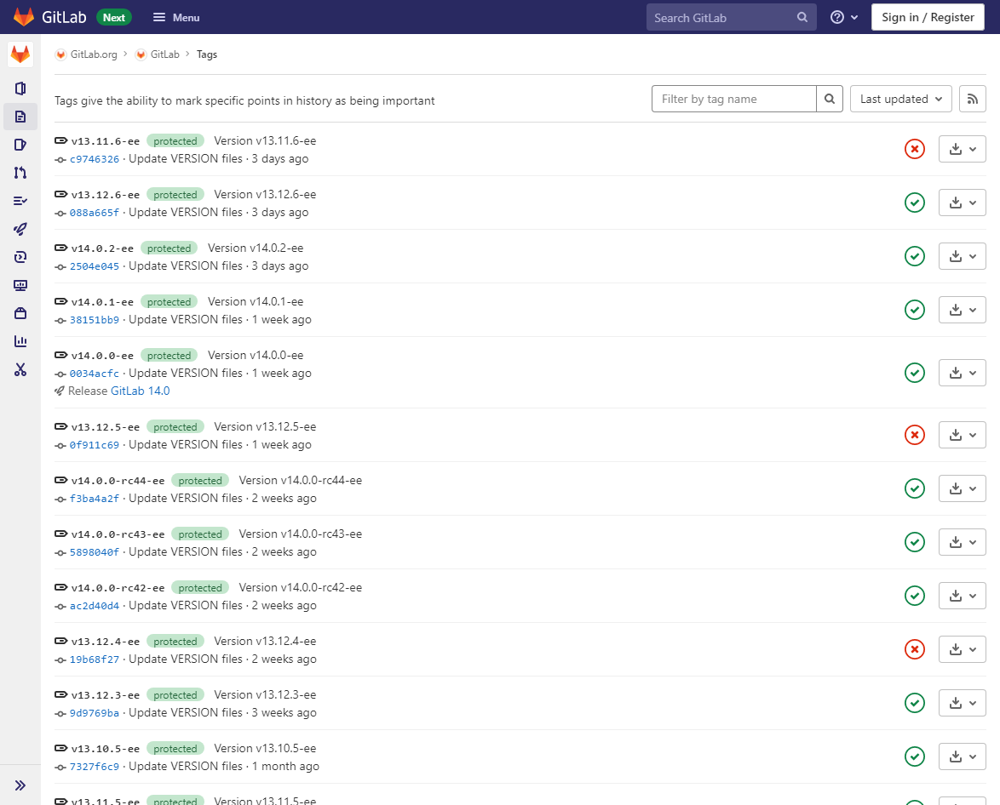 GitLab Next Menu Search GitLab Sign in / Register
GitLab.org › GitLab › Tags
Tags give the ability to mark specific points in history as being important Filter by tag name Last updated
v13.11.6-ee protected Version v13.11.6-ee
c9746326 · Update VERSION files · 3 days ago
v13.12.6-ee protected Version v13.12.6-ee
088a665f · Update VERSION files · 3 days ago
v14.0.2-ee protected Version v14.0.2-ee
2504e045 · Update VERSION files · 3 days ago
v14.0.1-ee protected Version v14.0.1-ee
38151bb9 · Update VERSION files · 1 week ago
v14.0.0-ee protected Version v14.0.0-ee
0034acfc · Update VERSION files · 1 week ago
Release GitLab 14.0
v13.12.5-ee protected Version v13.12.5-ee
0f911c69 · Update VERSION files · 1 week ago
v14.0.0-rc44-ee protected Version v14.0.0-rc44-ee
f3ba4a2f · Update VERSION files · 2 weeks ago
v14.0.0-rc43-ee protected Version v14.0.0-rc43-ee
5898040f · Update VERSION files · 2 weeks ago
v14.0.0-rc42-ee protected Version v14.0.0-rc42-ee
ac2d40d4 · Update VERSION files · 2 weeks ago
v13.12.4-ee protected Version v13.12.4-ee
19b68f27 · Update VERSION files · 2 weeks ago
v13.12.3-ee protected Version v13.12.3-ee
9d9769ba · Update VERSION files · 3 weeks ago
v13.10.5-ee protected Version v13.10.5-ee
7327f6c9 · Update VERSION files · 1 month ago
v13.11.5-ee protected Version v13.11.5-ee